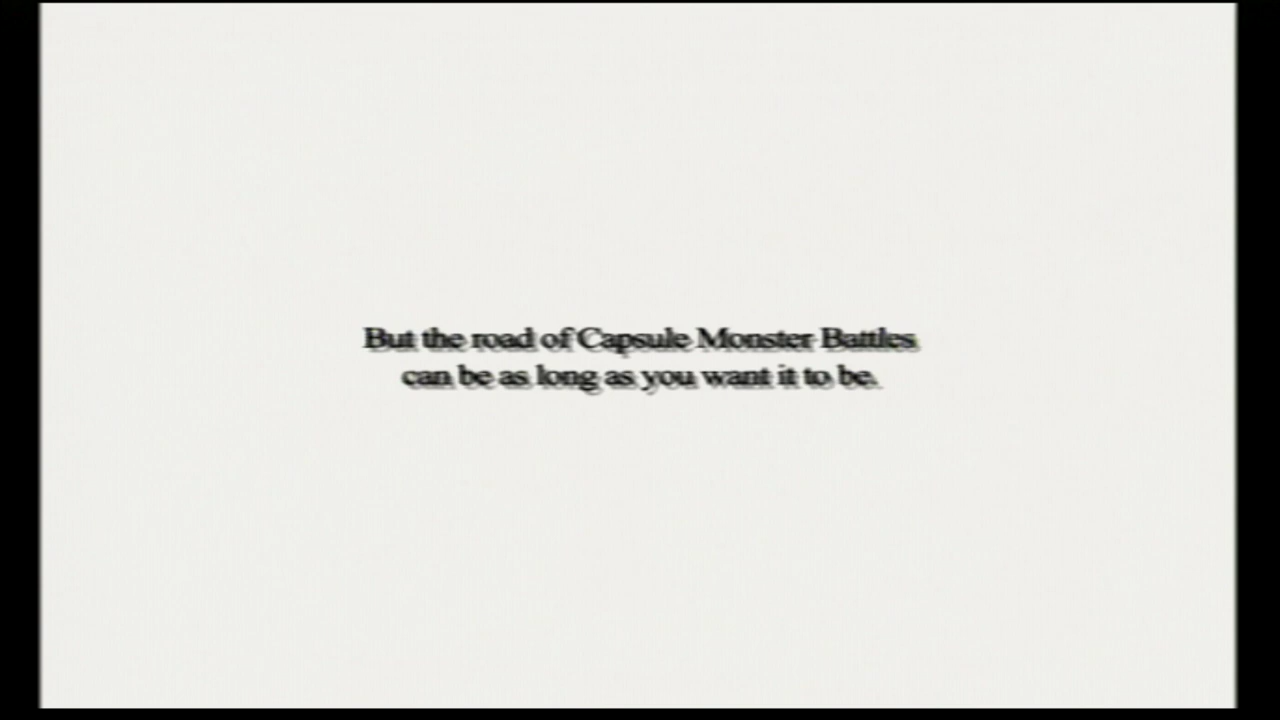 But the road of Capsule Monster Battles
can be as long as you want it to be.